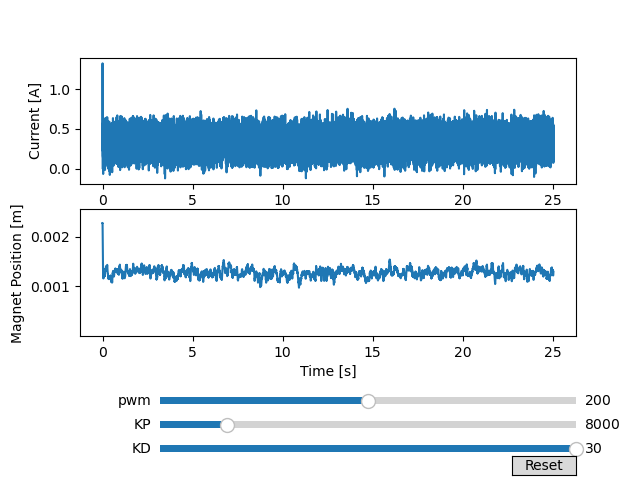 Current [A]
1.0
0.5
0.0
0 5 10 15 20 25
Magnet Position [m]
0.002
0.001
0 5 10 15 20 25
Time [s]
pwm 200
KP 8000
KD 30
Reset